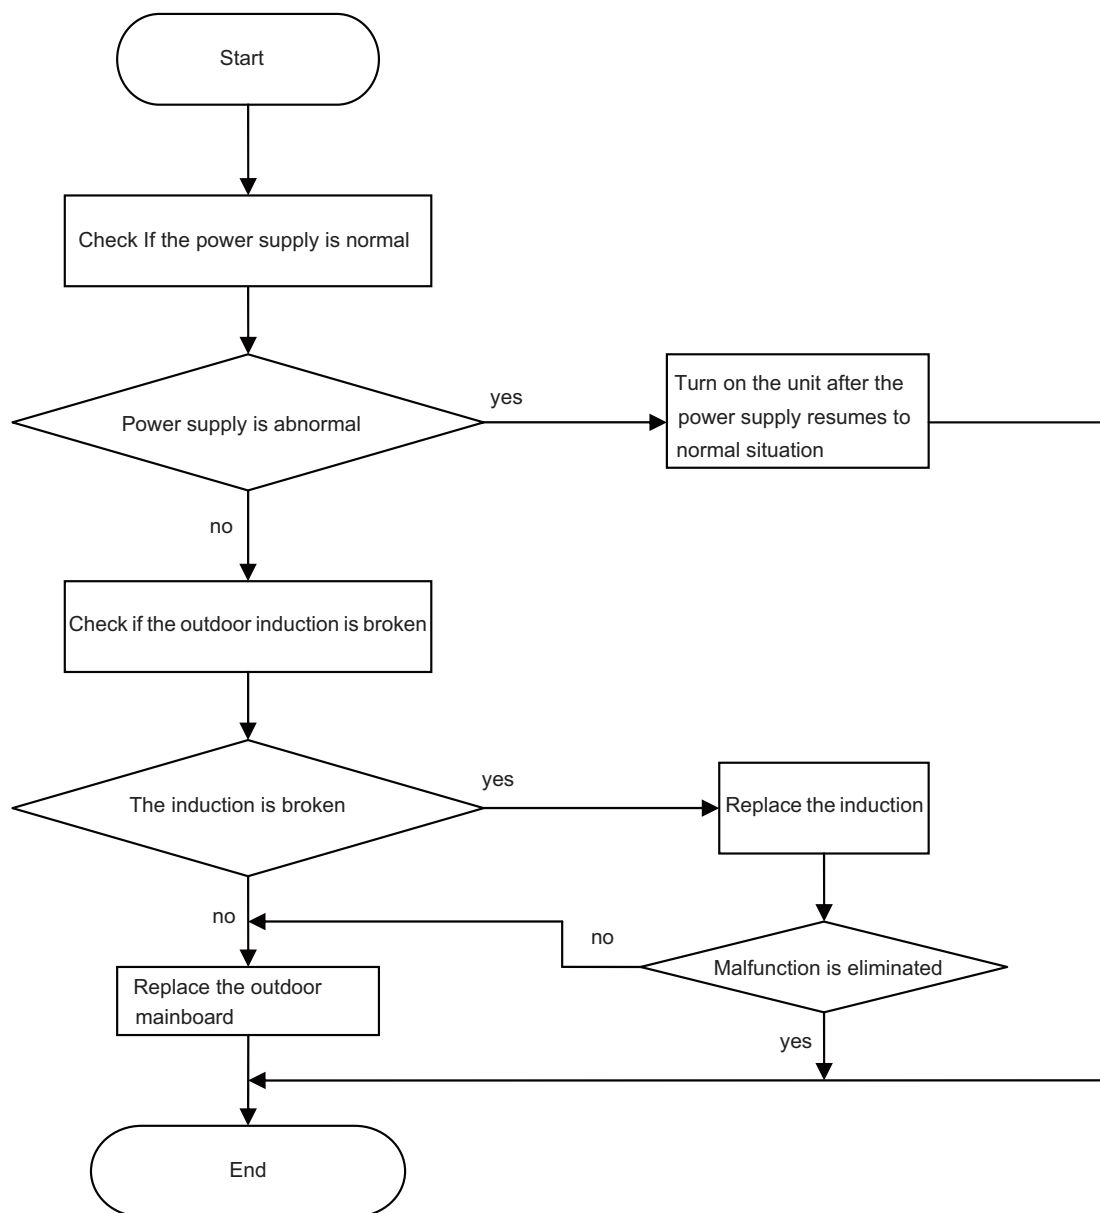 Start
Check If the power supply is normal
Power supply is abnormal
yes
Turn on the unit after the
power supply resumes to
normal situation
no
Check if the outdoor induction is broken
The induction is broken
yes
Replace the induction
no
no
Malfunction is eliminated
Replace the outdoor
mainboard
yes
End